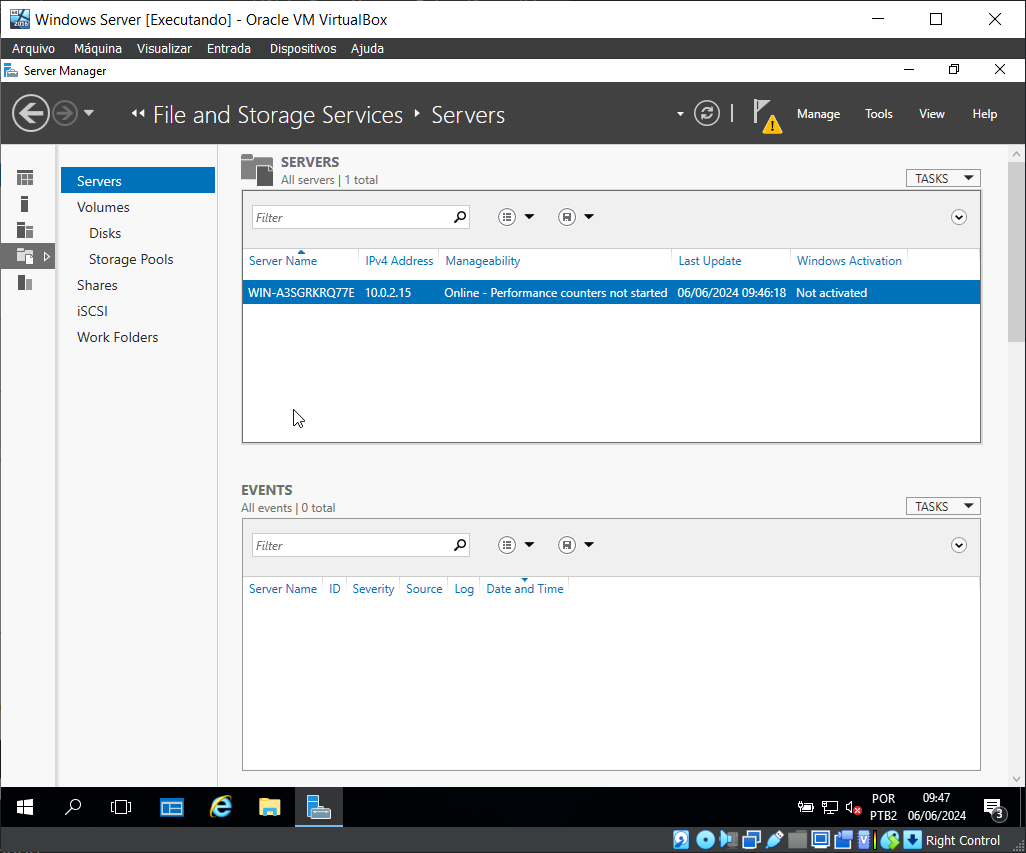 Windows Server [Executando] - Oracle VM VirtualBox
Arquivo Máquina Visualizar Entrada Dispositivos Ajuda
Server Manager
File and Storage Services Servers
Manage Tools View Help
Servers
Volumes
Disks
Storage Pools
Shares
iSCSI
Work Folders
SERVERS
All servers | 1 total
TASKS
Filter
Server Name IPv4 Address Manageability Last Update Windows Activation
WIN-A3SGRKRQ77E 10.0.2.15 Online - Performance counters not started 06/06/2024 09:46:18 Not activated
EVENTS
All events | 0 total
TASKS
Filter
Server Name ID Severity Source Log Date and Time
POR
PTB2
09:47
06/06/2024
3
Right Control